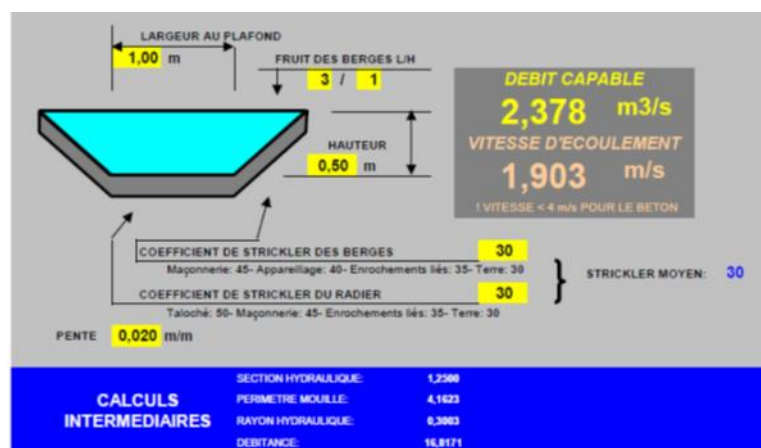 LARGEUR AU PLAFOND
1,00 m
FRUIT DES BERGES L/H
3 / 1
DEBIT CAPABLE
2,378 m3/s
VITESSE D'ECOULEMENT
1,903 m/s
! VITESSE < 4 m/s POUR LE BETON
HAUTEUR
0,50 m
COEFFICIENT DE STRICKLER DES BERGES 30
Maçonnerie: 45- Appareillage: 40- Enrochements liés: 35- Terre: 30
STRICKLER MOYEN: 30
COEFFICIENT DE STRICKLER DU RADIER 30
Taloché: 50- Maçonnerie: 45- Enrochements liés: 35- Terre: 30
PENTE 0,020 m/m
CALCULS INTERMEDIAIRES
SECTION HYDRAULIQUE: 1,2500
PERIMETRE MOUILLE: 4,1623
RAYON HYDRAULIQUE: 0,3003
DEBITANCE: 16,8171